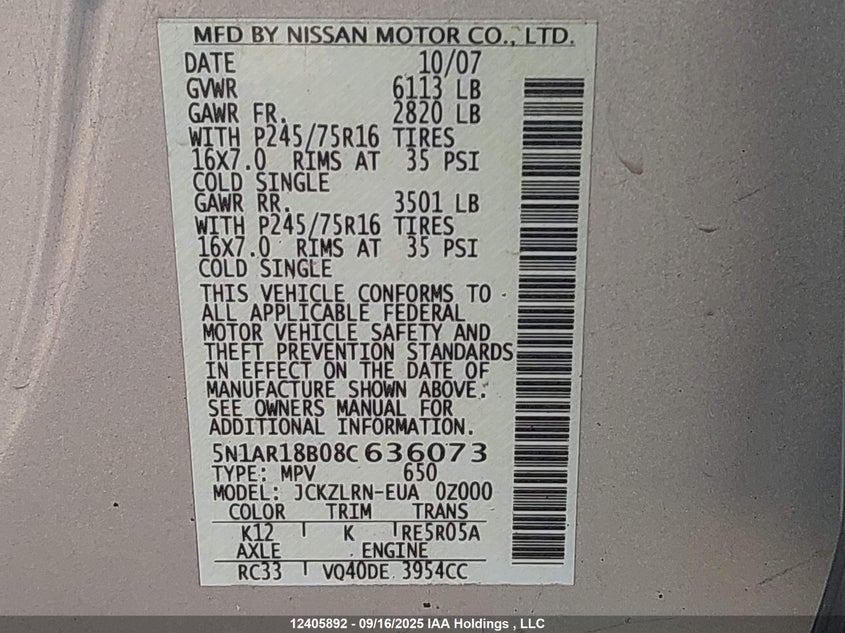 MFD BY NISSAN MOTOR CO., LTD.
DATE 10/07
GVWR 6113 LB
GAWR FR. 2820 LB
WITH P245/75R16 TIRES
16X7.0 RIMS AT 35 PSI
COLD SINGLE
GAWR RR. 3501 LB
WITH P245/75R16 TIRES
16X7.0 RIMS AT 35 PSI
COLD SINGLE
THIS VEHICLE CONFORMS TO
ALL APPLICABLE FEDERAL
MOTOR VEHICLE SAFETY AND
THEFT PREVENTION STANDARDS
IN EFFECT ON THE DATE OF
MANUFACTURE SHOWN ABOVE.
SEE OWNERS MANUAL FOR
ADDITIONAL INFORMATION.
5N1AR18B08C636073
TYPE: MPV 650
MODEL: JCKZLRN-EUA 0Z000
COLOR TRIM TRANS
K12 K RE5R05A
AXLE ENGINE
RC33 VQ40DE 3954CC
12405892 - 09/16/2025 IAA Holdings , LLC